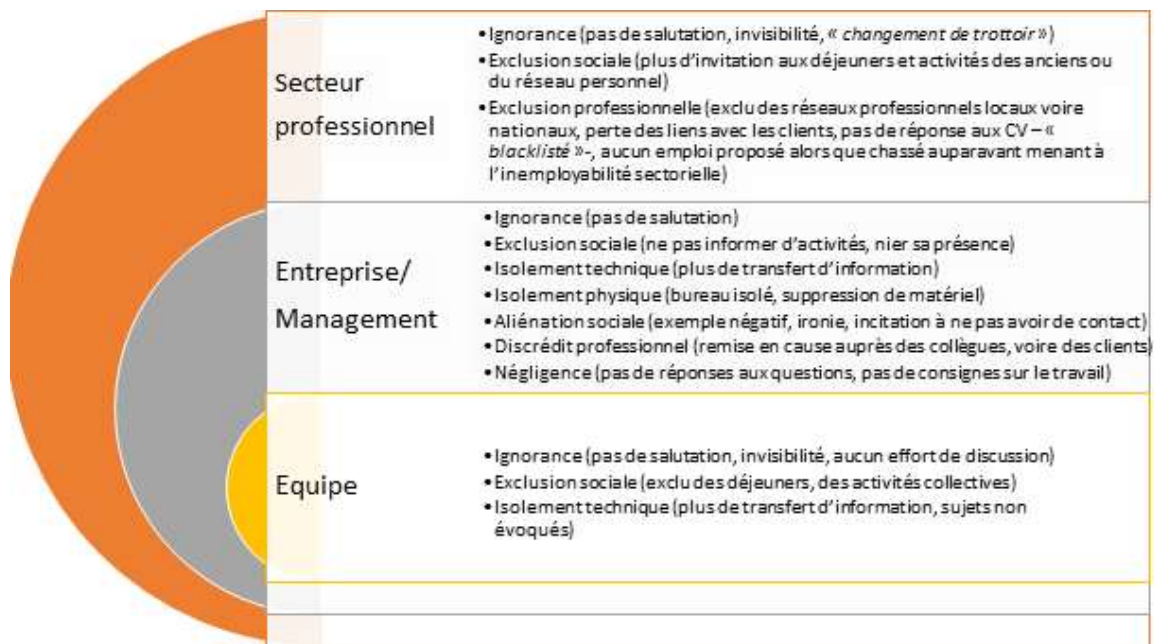 Secteur
professionnel
•Ignorance (pas de salutation, invisibilité, « changement de trottoir »)
•Exclusion sociale (plus d’invitation aux déjeuners et activités des anciens ou
du réseau personnel)
•Exclusion professionnelle (exclu des réseaux professionnels locaux voire
nationaux, perte des liens avec les clients, pas de réponse aux CV – «
blacklisté »-, aucun emploi proposé alors que chassé auparavant menant à
l’inemployabilité sectorielle)
Entreprise/
Management
•Ignorance (pas de salutation)
•Exclusion sociale (ne pas informer d’activités, nier sa présence)
•Isolement technique (plus de transfert d’information)
•Isolement physique (bureau isolé, suppression de matériel)
•Aliénation sociale (exemple négatif, ironie, incitation à ne pas avoir de contact)
•Discrédit professionnel (remise en cause auprès des collègues, voire des clients)
•Négligence (pas de réponses aux questions, pas de consignes sur le travail)
Equipe
•Ignorance (pas de salutation, invisibilité, aucun effort de discussion)
•Exclusion sociale (exclu des déjeuners, des activités collectives)
•Isolement technique (plus de transfert d’information, sujets non
évoqués)